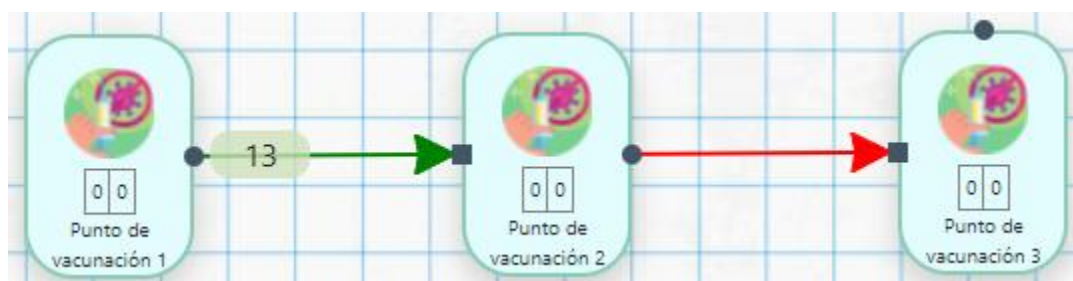 13
0 0
Punto de
vacunación 1
0 0
Punto de
vacunación 2
0 0
Punto de
vacunación 3